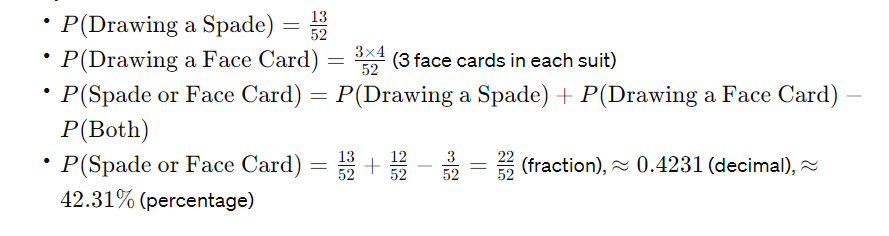 • P(Drawing a Spade) = 13/52
• P(Drawing a Face Card) = 3×4/52 (3 face cards in each suit)
• P(Spade or Face Card) = P(Drawing a Spade) + P(Drawing a Face Card) −
P(Both)
• P(Spade or Face Card) = 13/52 + 12/52 − 3/52 = 22/52 (fraction), ≈ 0.4231 (decimal), ≈
42.31% (percentage)